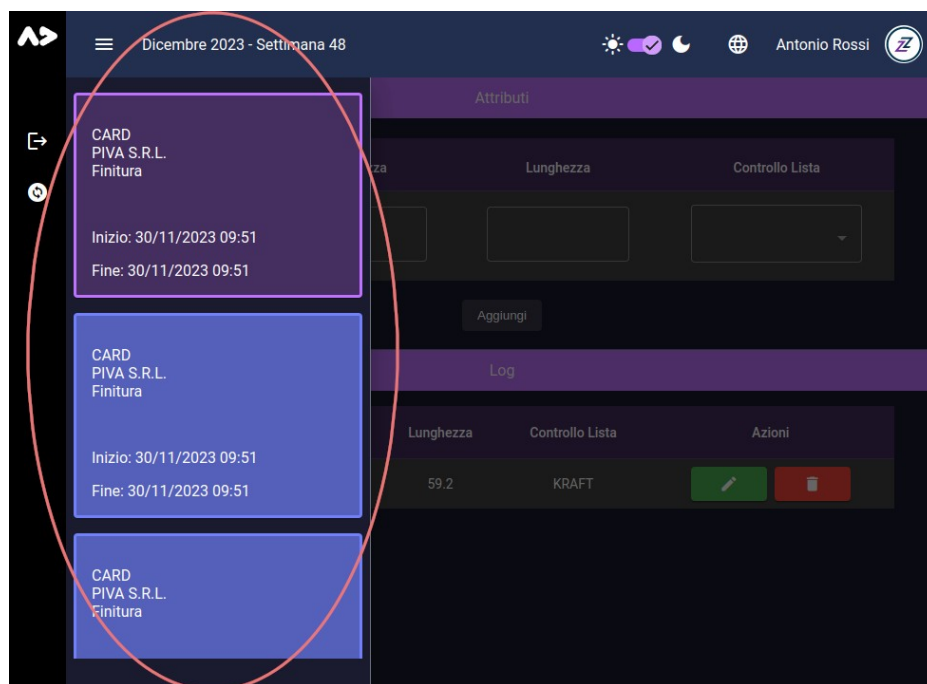 Dicembre 2023 - Settimana 48
Antonio Rossi
CARD
PIVA S.R.L.
Finitura
Inizio: 30/11/2023 09:51
Fine: 30/11/2023 09:51
CARD
PIVA S.R.L.
Finitura
Inizio: 30/11/2023 09:51
Fine: 30/11/2023 09:51
CARD
PIVA S.R.L.
Finitura
Attributi
za Lunghezza Controllo Lista
Aggiungi
Log
Lunghezza Controllo Lista Azioni
59.2 KRAFT